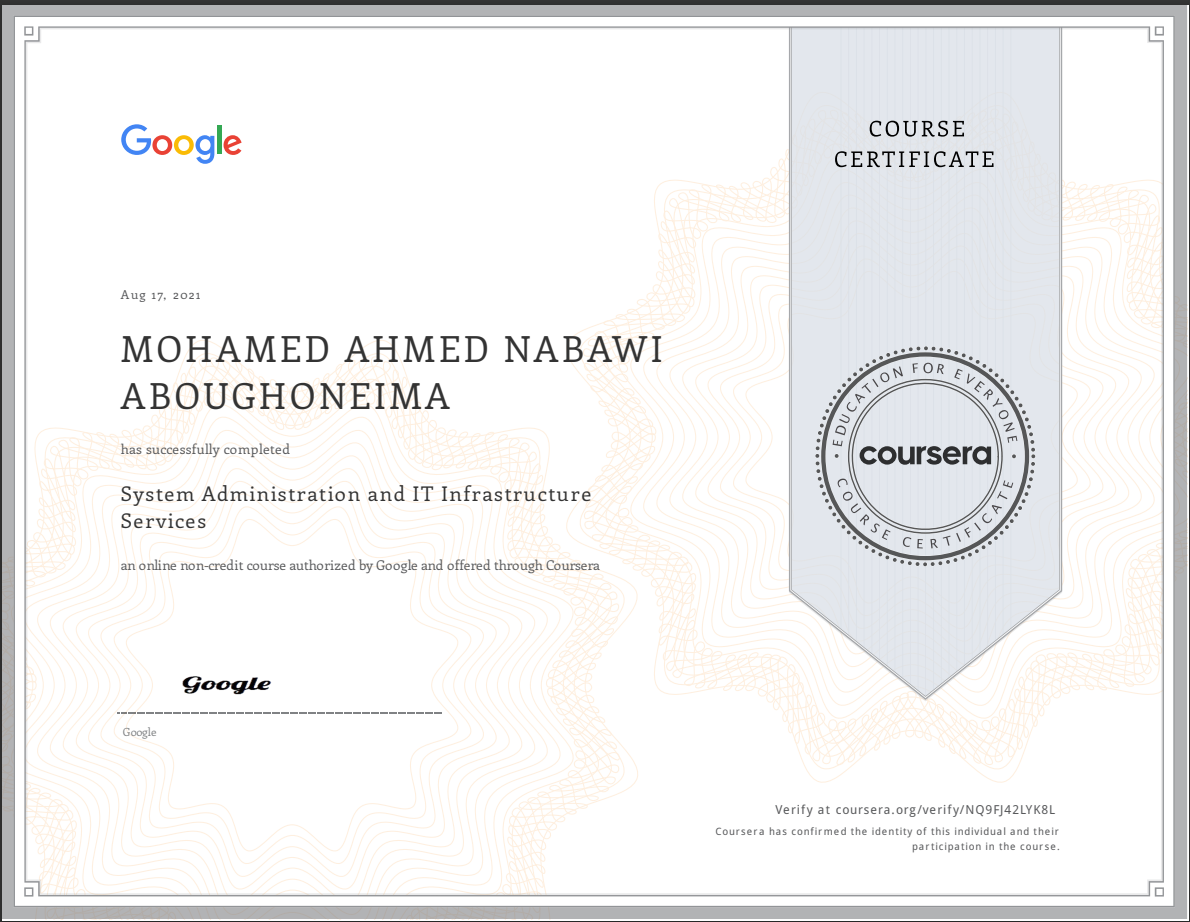 Google
COURSE
CERTIFICATE
Aug 17, 2021
MOHAMED AHMED NABAWI
ABOUGHONEIMA
has successfully completed
System Administration and IT Infrastructure
Services
an online non-credit course authorized by Google and offered through Coursera
EDUCATION FOR EVERYONE
coursera
COURSE CERTIFICATE
Google
Google
Verify at coursera.org/verify/NQ9FJ42LYK8L
Coursera has confirmed the identity of this individual and their
participation in the course.